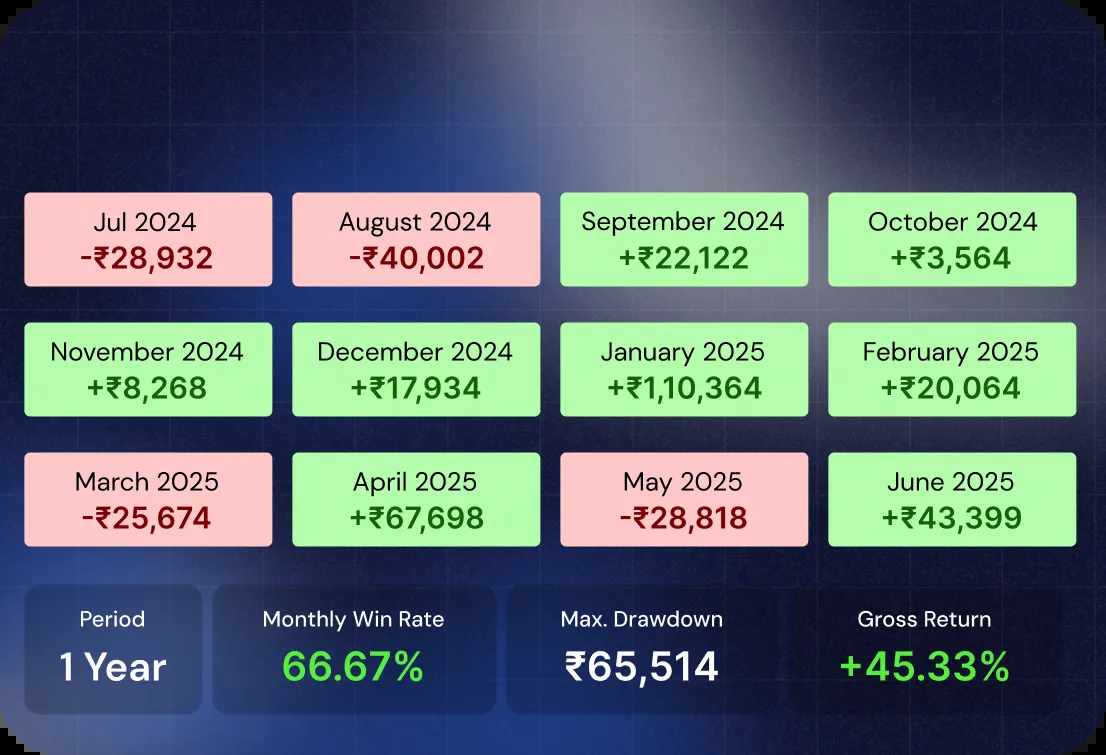 Jul 2024
-₹28,932
August 2024
-₹40,002
September 2024
+₹22,122
October 2024
+₹3,564
November 2024
+₹8,268
December 2024
+₹17,934
January 2025
+₹1,10,364
February 2025
+₹20,064
March 2025
-₹25,674
April 2025
+₹67,698
May 2025
-₹28,818
June 2025
+₹43,399
Period
1 Year
Monthly Win Rate
66.67%
Max. Drawdown
₹65,514
Gross Return
+45.33%